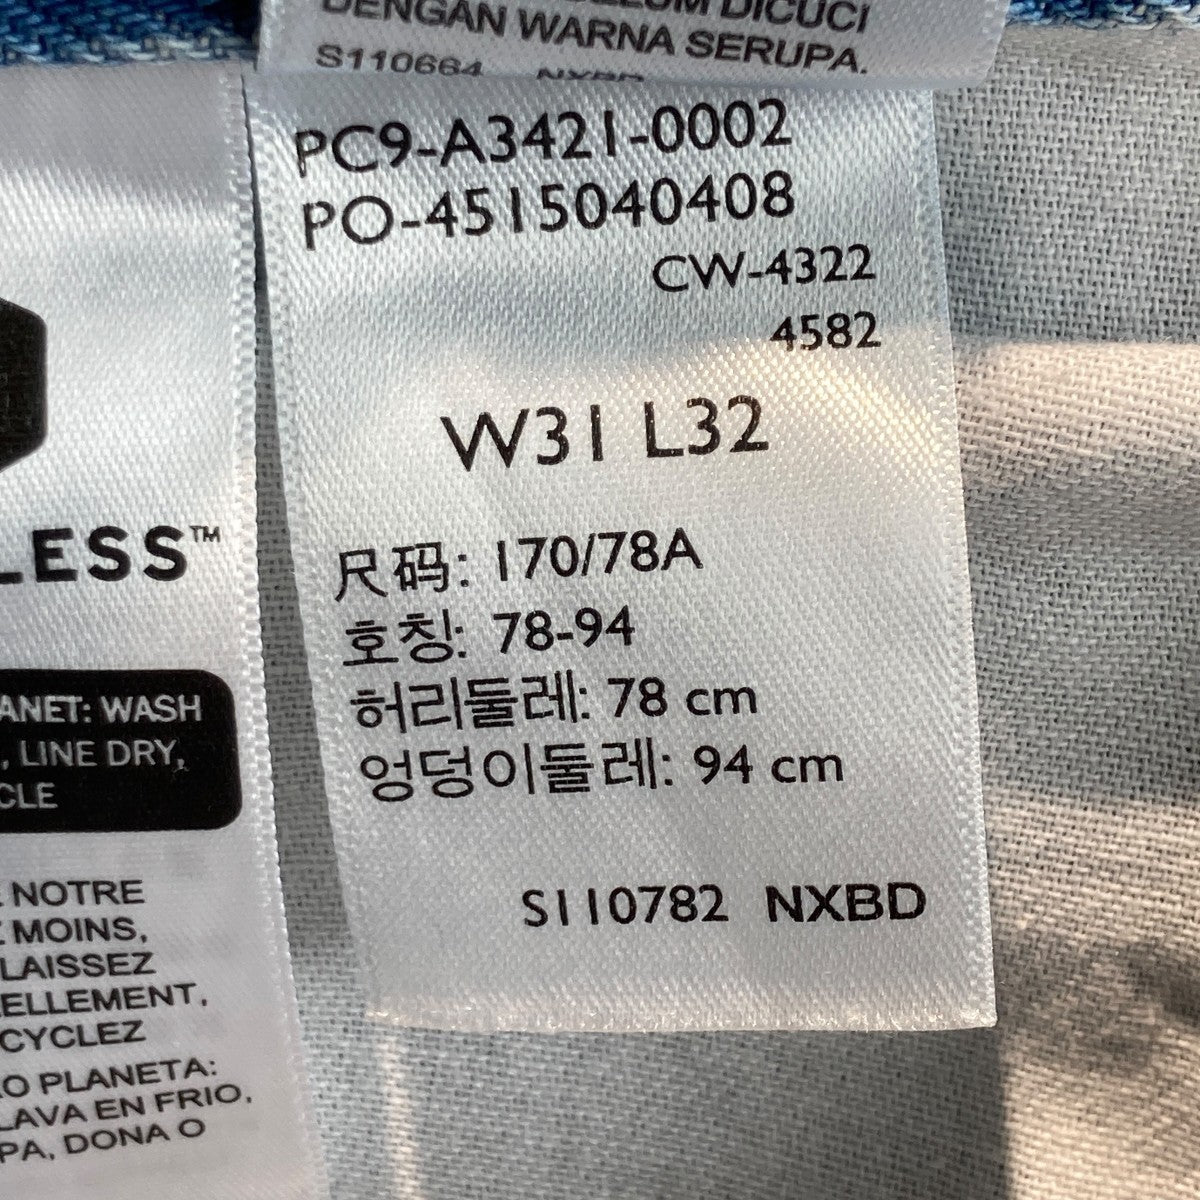 DICUCI
DENGAN WARNA SERUPA.
S110664
PC9-A3421-0002
PO-4515040408
CW-4322
4582
W31 L32
尺码: 170/78A
호칭: 78-94
허리둘레: 78 cm
엉덩이둘레: 94 cm
S110782 NXBD
LESS™
ANET: WASH
, LINE DRY,
CLE
NOTRE
MOINS,
LAISSEZ
ELLEMENT,
CYCLEZ
O PLANETA:
LAVA EN FRIO,
PA, DONA O